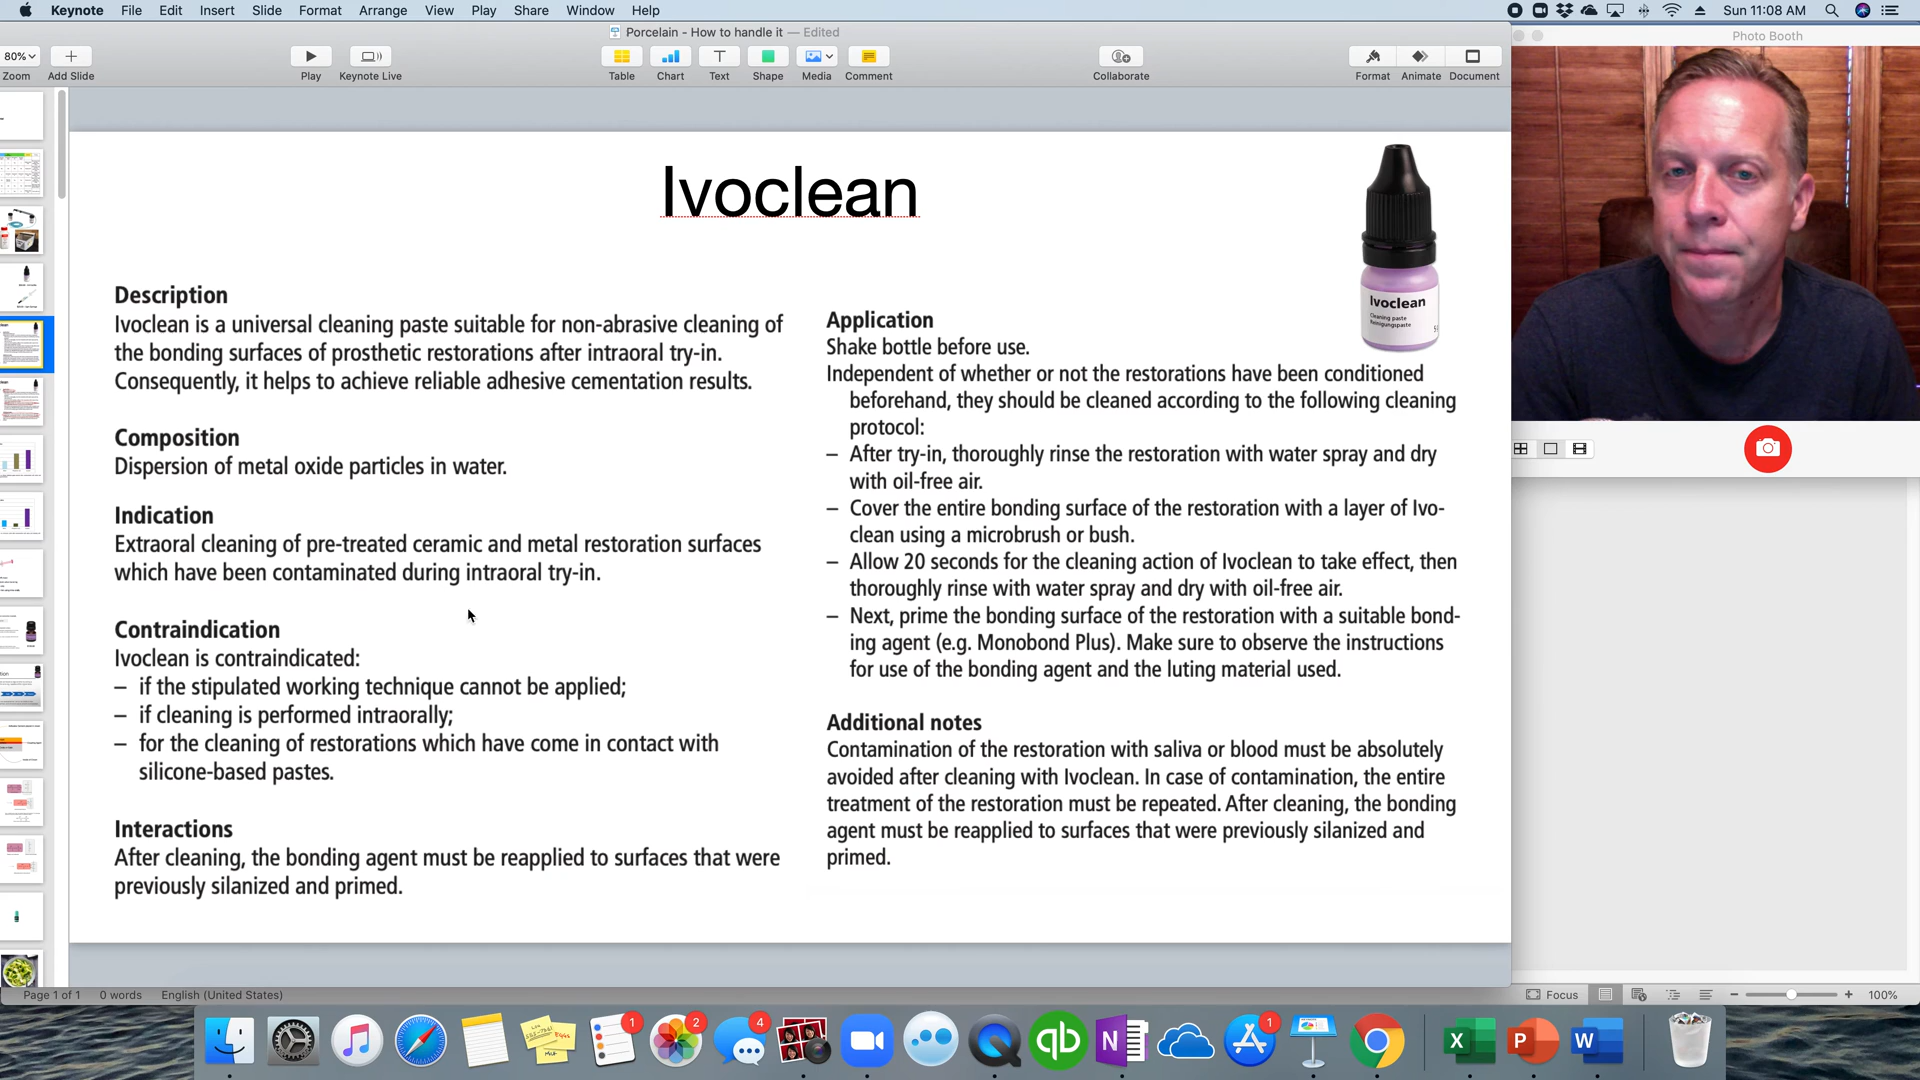 Keynote File Edit Insert Slide Format Arrange View Play Share Window Help
Sun 11:08 AM
Porcelain - How to handle it — Edited
Photo Booth
80%
Zoom Add Slide Play Keynote Live Table Chart Text Shape Media Comment Collaborate Format Animate Document
Ivoclean
Description
Ivoclean is a universal cleaning paste suitable for non-abrasive cleaning of
the bonding surfaces of prosthetic restorations after intraoral try-in.
Consequently, it helps to achieve reliable adhesive cementation results.
Composition
Dispersion of metal oxide particles in water.
Indication
Extraoral cleaning of pre-treated ceramic and metal restoration surfaces
which have been contaminated during intraoral try-in.
Contraindication
Ivoclean is contraindicated:
– if the stipulated working technique cannot be applied;
– if cleaning is performed intraorally;
– for the cleaning of restorations which have come in contact with
silicone-based pastes.
Interactions
After cleaning, the bonding agent must be reapplied to surfaces that were
previously silanized and primed.
Ivoclean
Cleaning paste
Reinigungspaste
Application
Shake bottle before use.
Independent of whether or not the restorations have been conditioned
beforehand, they should be cleaned according to the following cleaning
protocol:
– After try-in, thoroughly rinse the restoration with water spray and dry
with oil-free air.
– Cover the entire bonding surface of the restoration with a layer of Ivo-
clean using a microbrush or bush.
– Allow 20 seconds for the cleaning action of Ivoclean to take effect, then
thoroughly rinse with water spray and dry with oil-free air.
– Next, prime the bonding surface of the restoration with a suitable bond-
ing agent (e.g. Monobond Plus). Make sure to observe the instructions
for use of the bonding agent and the luting material used.
Additional notes
Contamination of the restoration with saliva or blood must be absolutely
avoided after cleaning with Ivoclean. In case of contamination, the entire
treatment of the restoration must be repeated. After cleaning, the bonding
agent must be reapplied to surfaces that were previously silanized and
primed.
Page 1 of 1 0 words English (United States)
Focus
100%
1 2 4 1